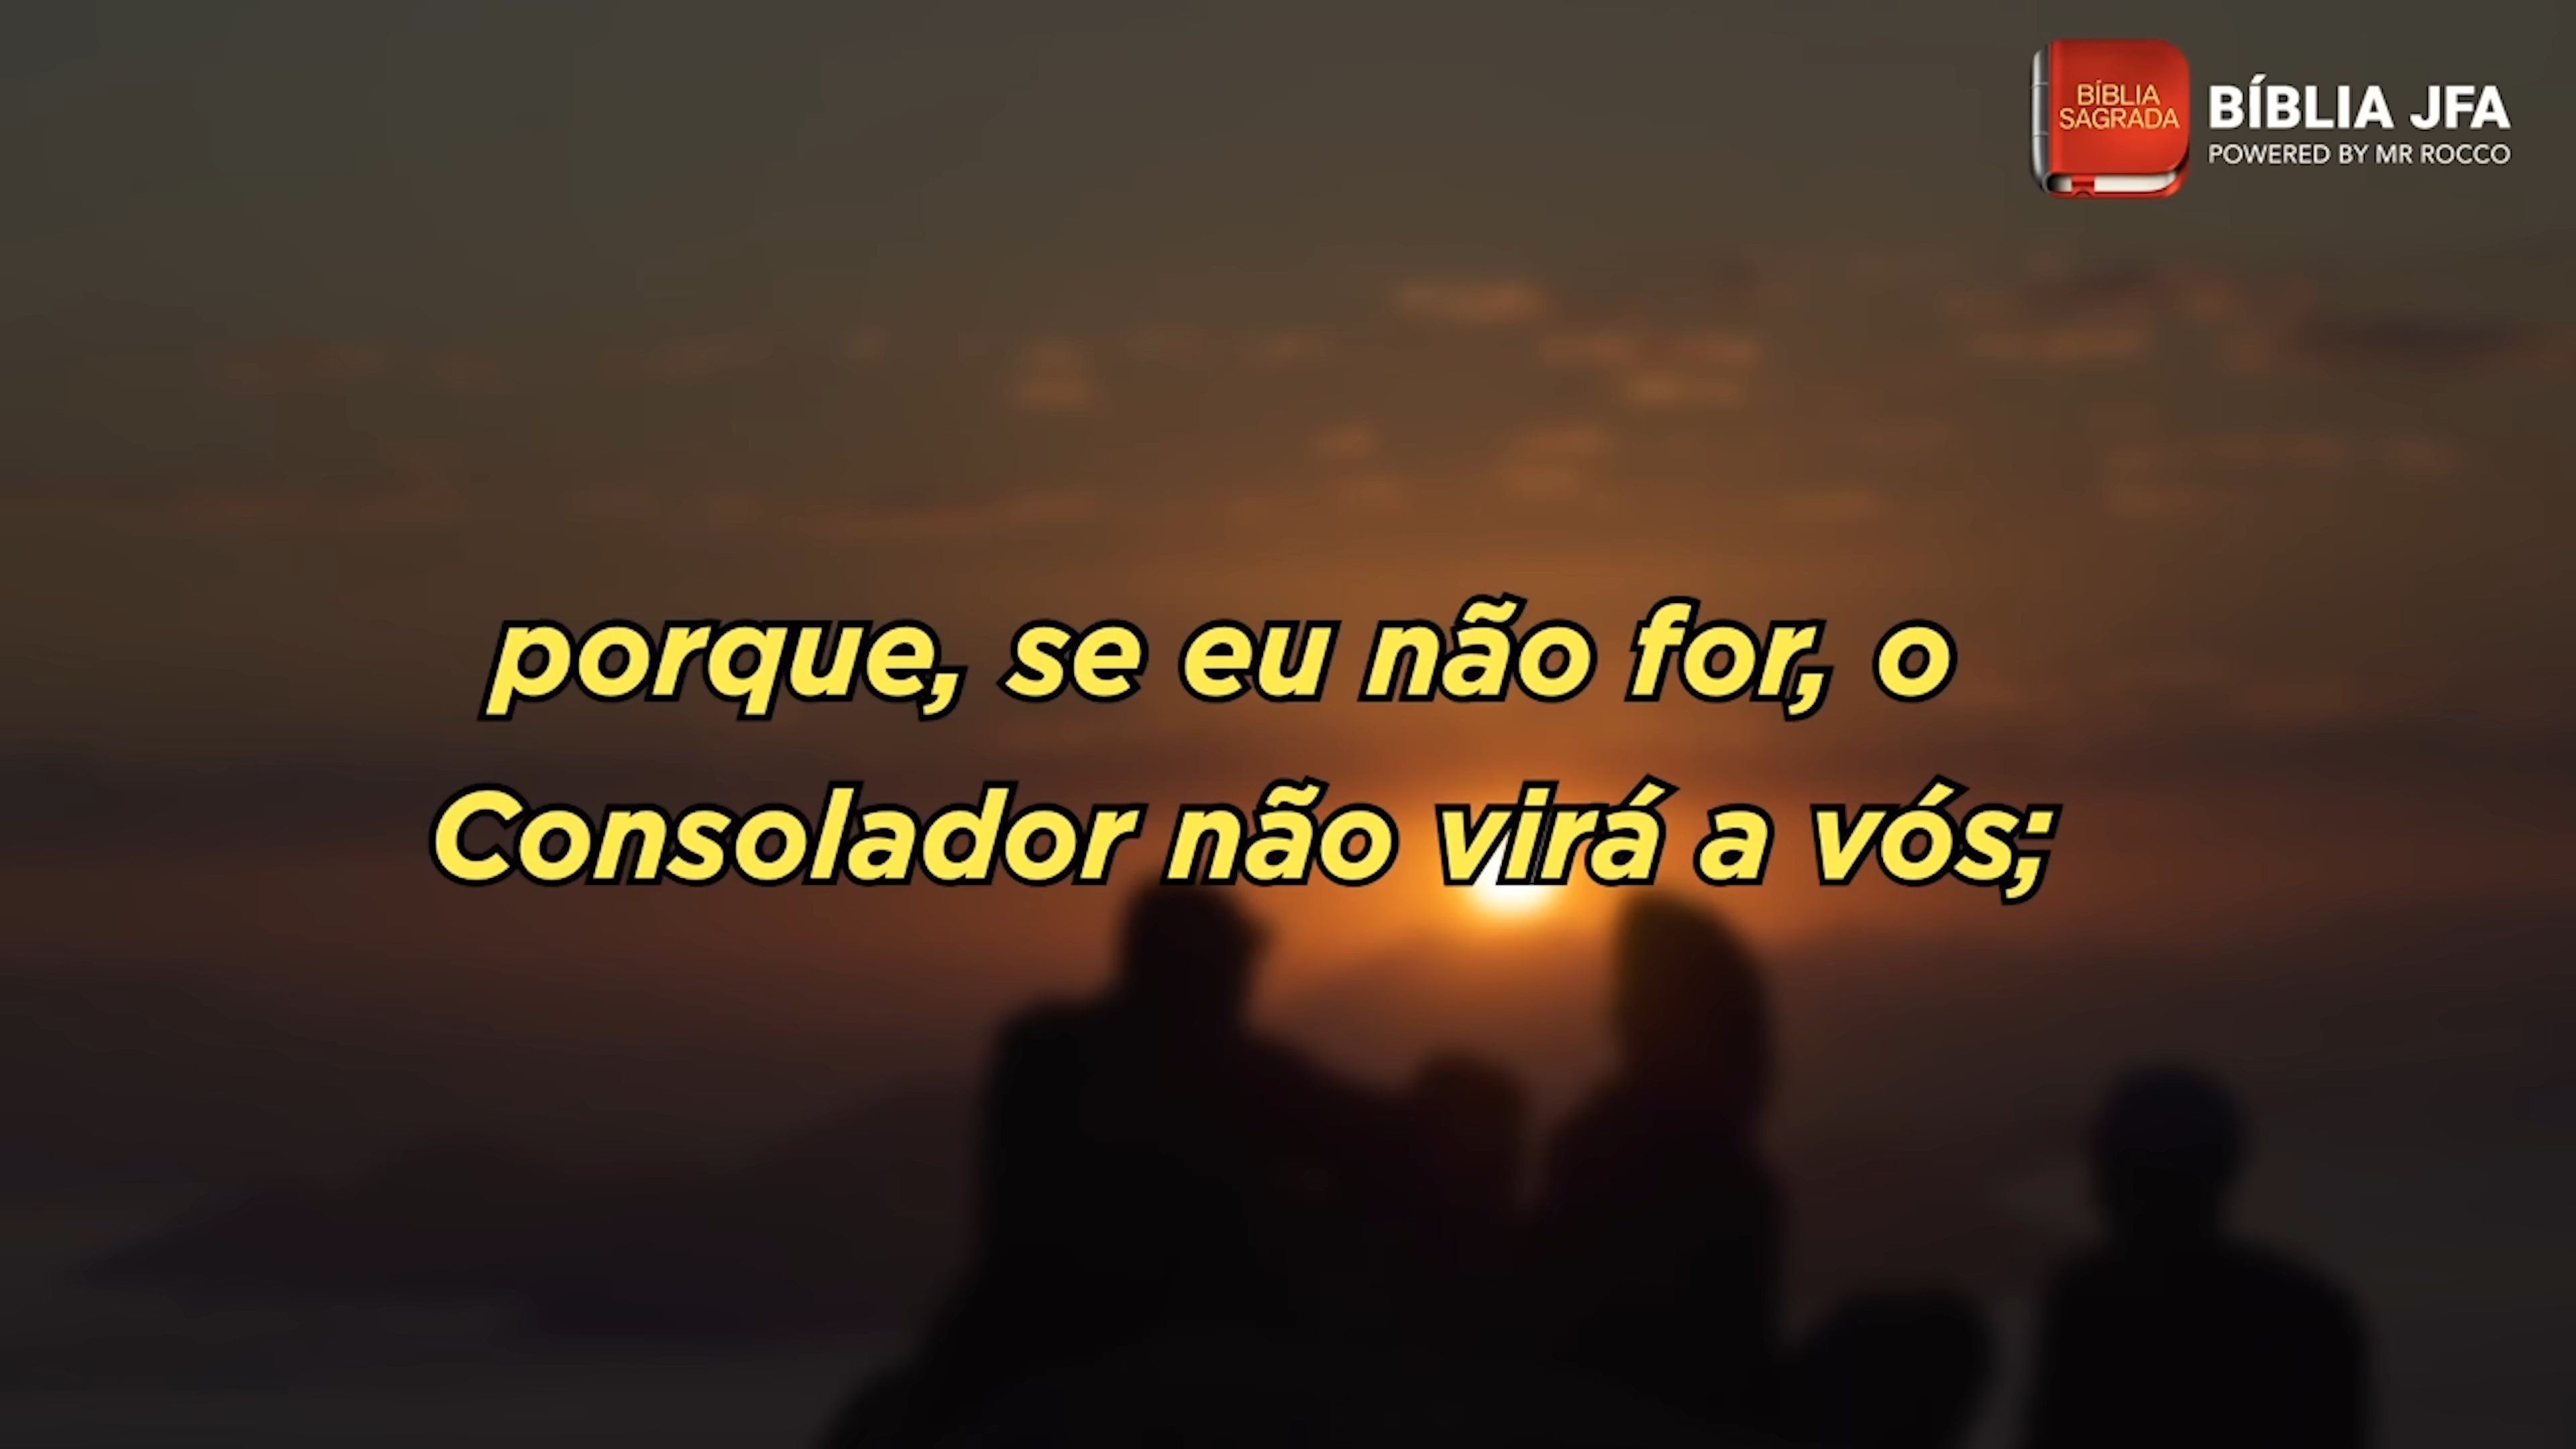 BÍBLIA
SAGRADA
BÍBLIA JFA
POWERED BY MR ROCCO
porque, se eu não for, o
Consolador não virá a vós;